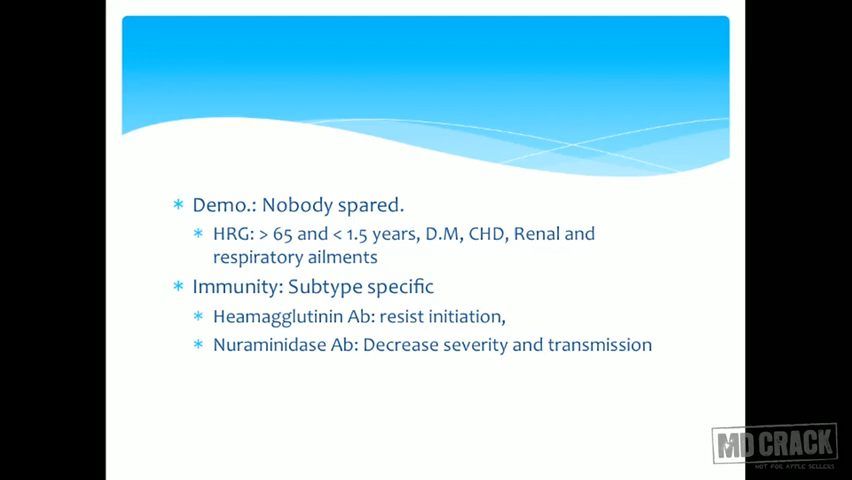 * Demo.: Nobody spared.
* HRG: > 65 and < 1.5 years, D.M, CHD, Renal and
respiratory ailments
* Immunity: Subtype specific
* Heamagglutinin Ab: resist initiation,
* Nuraminidase Ab: Decrease severity and transmission
MD CRACK
NOT FOR APPLE SELLERS